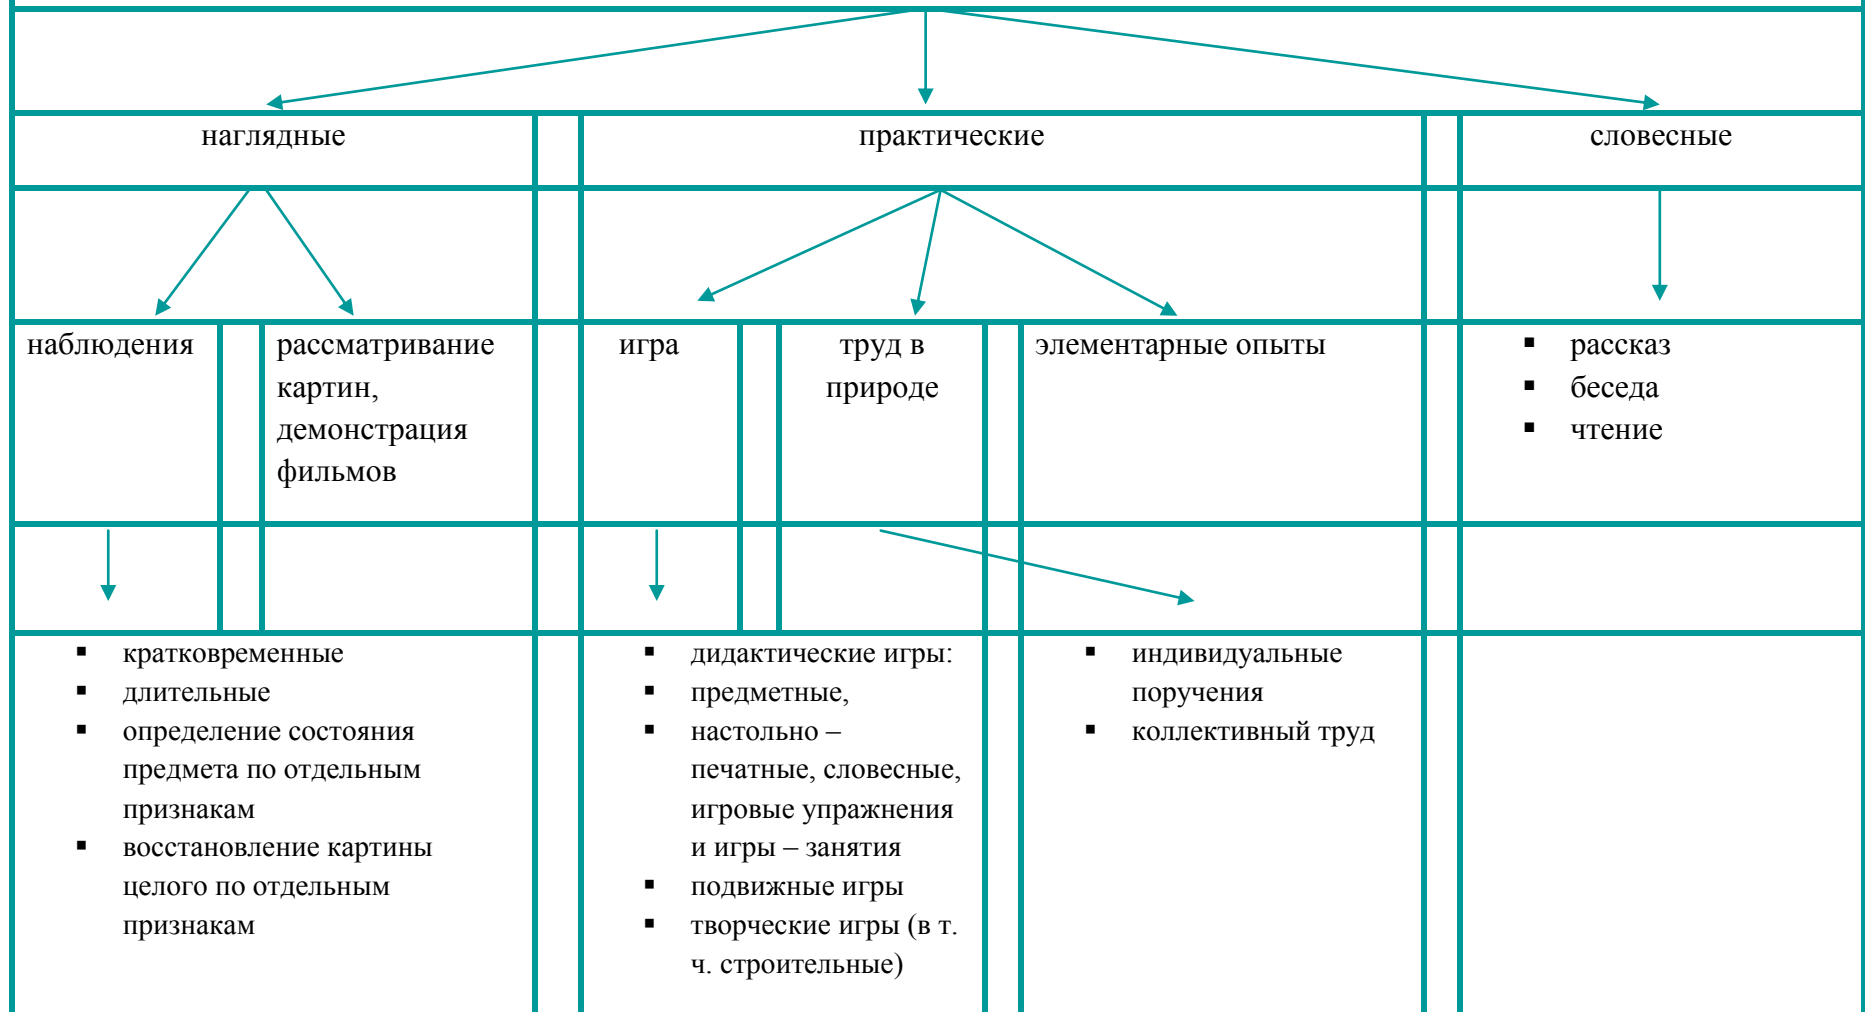 наглядные
практические
словесные
наблюдения
рассматривание
картин,
демонстрация
фильмов
игра
труд в
природе
элементарные опыты
▪ рассказ
▪ беседа
▪ чтение
▪ кратковременные
▪ длительные
▪ определение состояния
предмета по отдельным
признакам
▪ восстановление картины
целого по отдельным
признакам
▪ дидактические игры:
▪ предметные,
▪ настольно –
печатные, словесные,
игровые упражнения
и игры – занятия
▪ подвижные игры
▪ творческие игры (в т.
ч. строительные)
▪ индивидуальные
поручения
▪ коллективный труд